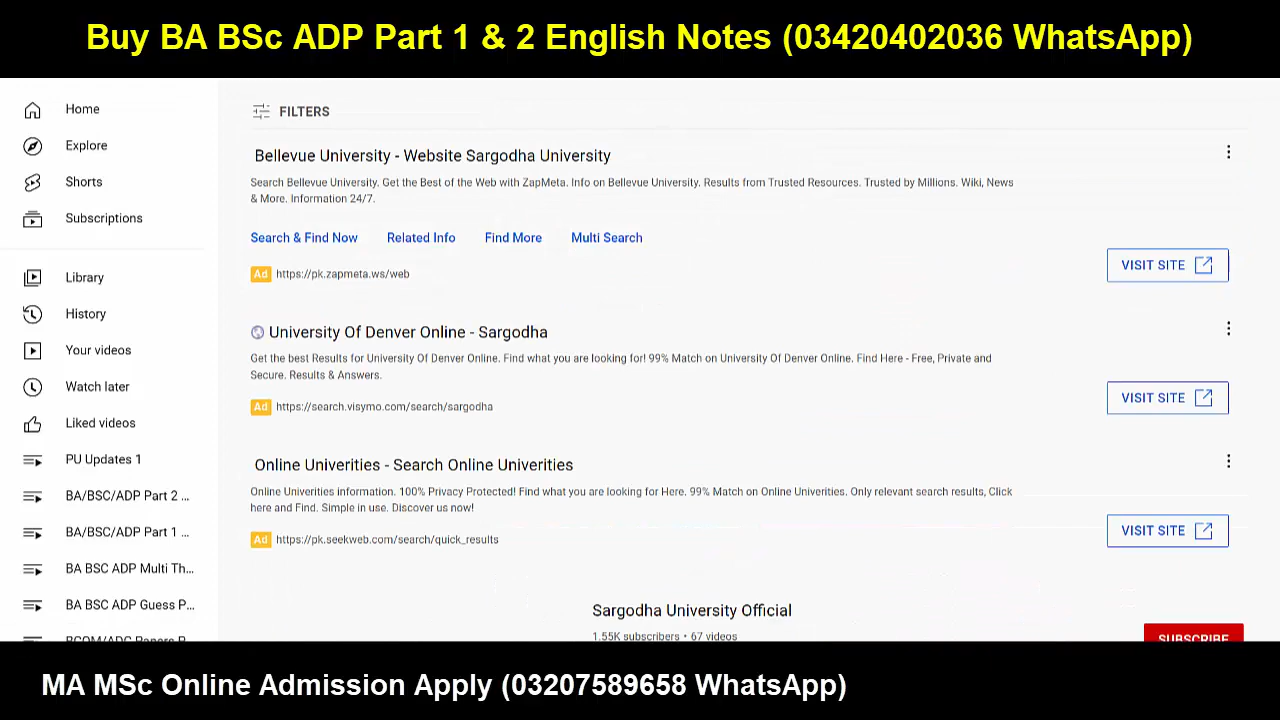 Buy BA BSc ADP Part 1 & 2 English Notes (03420402036 WhatsApp)
Home
Explore
Shorts
Subscriptions
Library
History
Your videos
Watch later
Liked videos
PU Updates 1
BA/BSC/ADP Part 2 ...
BA/BSC/ADP Part 1 ...
BA BSC ADP Multi Th...
BA BSC ADP Guess P...
BCOM/ADC Papers P
FILTERS
Bellevue University - Website Sargodha University
Search Bellevue University. Get the Best of the Web with ZapMeta. Info on Bellevue University. Results from Trusted Resources. Trusted by Millions. Wiki, News
& More. Information 24/7.
Search & Find Now Related Info Find More Multi Search
Ad https://pk.zapmeta.ws/web
VISIT SITE
University Of Denver Online - Sargodha
Get the best Results for University Of Denver Online. Find what you are looking for! 99% Match on University Of Denver Online. Find Here - Free, Private and
Secure. Results & Answers.
Ad https://search.visymo.com/search/sargodha
VISIT SITE
Online Univerities - Search Online Univerities
Online Univerities information. 100% Privacy Protected! Find what you are looking for Here. 99% Match on Online Univerities. Only relevant search results, Click
here and Find. Simple in use. Discover us now!
Ad https://pk.seekweb.com/search/quick_results
VISIT SITE
Sargodha University Official
1.55K subscribers • 67 videos
SUBSCRIBE
MA MSc Online Admission Apply (03207589658 WhatsApp)